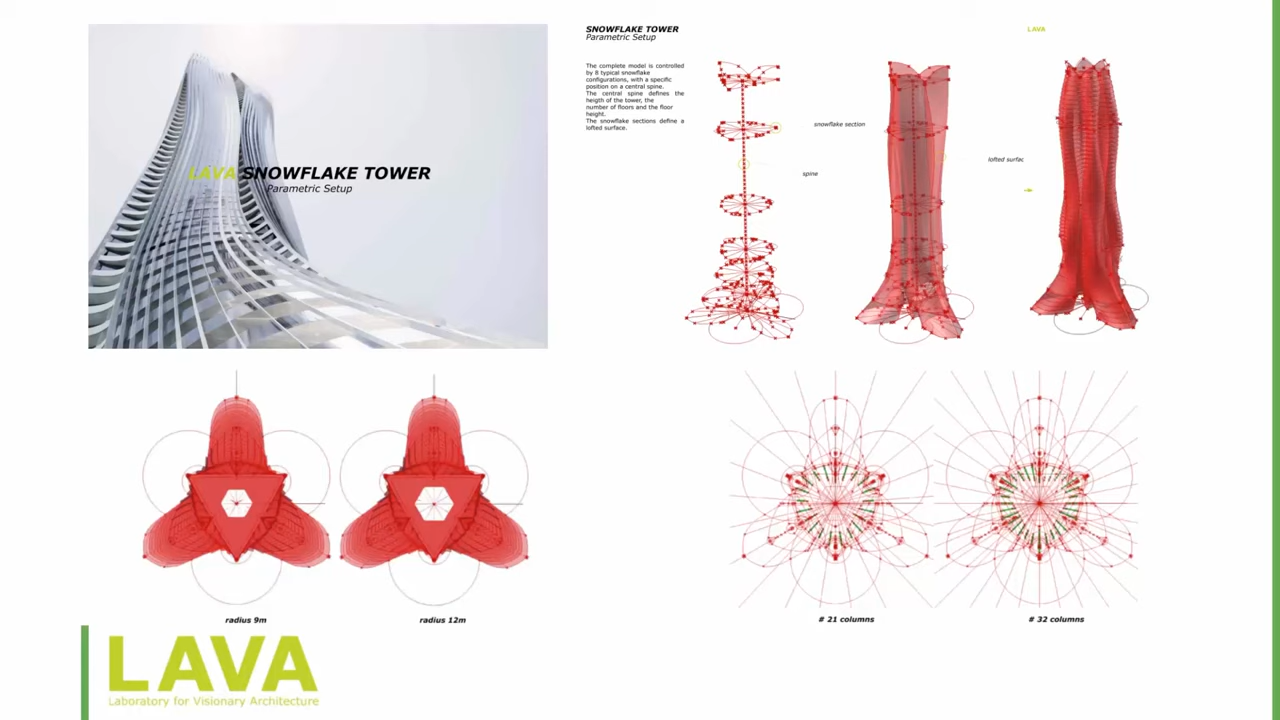 LAVA SNOWFLAKE TOWER
Parametric Setup
SNOWFLAKE TOWER
Parametric Setup
LAVA
The complete model is controlled
by 8 typical snowflake
configurations, with a specific
position on a central spine.
The central spine defines the
heigth of the tower, the
number of floors and the floor
height.
The snowflake sections define a
lofted surface.
snowflake section
spine
lofted surfac
radius 9m
radius 12m
# 21 columns
# 32 columns
LAVA
Laboratory for Visionary Architecture